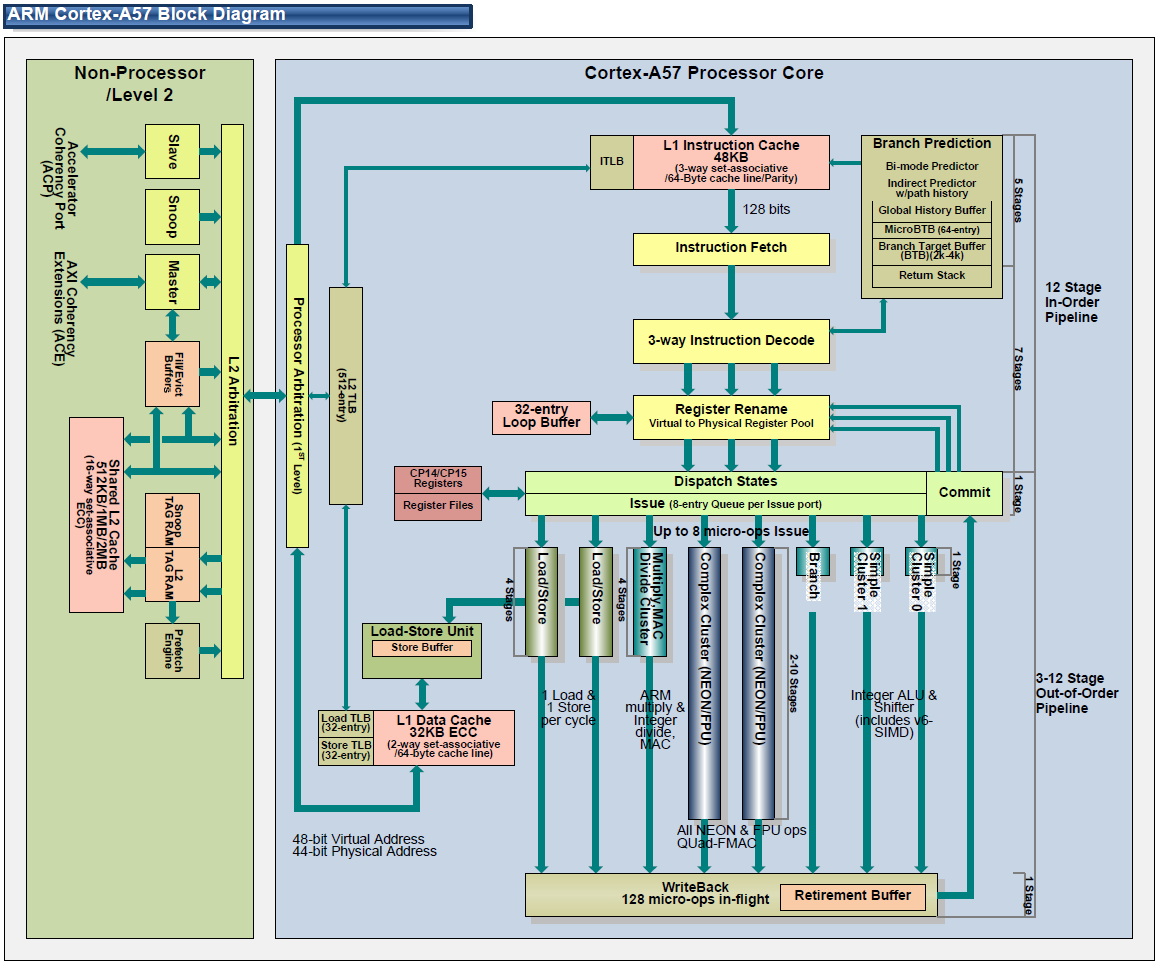 ARM Cortex-A57 Block Diagram
Non-Processor
/Level 2
Slave
Accelerator
Coherency Port
(ACP)
Snoop
Master
AXI Coherency
Extensions (ACE)
Fill/Evict
Buffers
L2 Arbitration
Shared L2 Cache
512KB/1MB/2MB
(16-way set-associative
ECC)
Snoop
TAG RAM
L2
TAG RAM
Prefetch
Engine
Cortex-A57 Processor Core
Processor Arbitration (1ST Level)
L2 TLB
(512-entry)
ITLB
L1 Instruction Cache
48KB
(3-way set-associative
/64-Byte cache line/Parity)
128 bits
Branch Prediction
Bi-mode Predictor
Indirect Predictor
w/path history
Global History Buffer
MicroBTB (64-entry)
Branch Target Buffer
(BTB)(2k-4k)
Return Stack
5 Stages
7 Stages
12 Stage
In-Order
Pipeline
Instruction Fetch
3-way Instruction Decode
32-entry
Loop Buffer
Register Rename
Virtual to Physical Register Pool
CP14/CP15
Registers
Register Files
Dispatch States
Issue (8-entry Queue per Issue port)
Commit
1 Stage
Up to 8 micro-ops Issue
4 Stages
Load/Store
Load/Store
4 Stages
Multiply,MAC
Divide Cluster
Complex Cluster (NEON/FPU)
Complex Cluster (NEON/FPU)
2-10 Stages
Branch
Simple
Cluster 1
Simple
Cluster 0
1 Stage
Load-Store Unit
Store Buffer
1 Load &
1 Store
per cycle
ARM
multiply &
Integer
divide,
MAC
Integer ALU &
Shifter
(includes v6-
SIMD)
3-12 Stage
Out-of-Order
Pipeline
Load TLB
(32-entry)
Store TLB
(32-entry)
L1 Data Cache
32KB ECC
(2-way set-associative
/64-byte cache line)
48-bit Virtual Address
44-bit Physical Address
All NEON & FPU ops
QUad-FMAC
WriteBack
128 micro-ops in-flight
Retirement Buffer
1 Stage